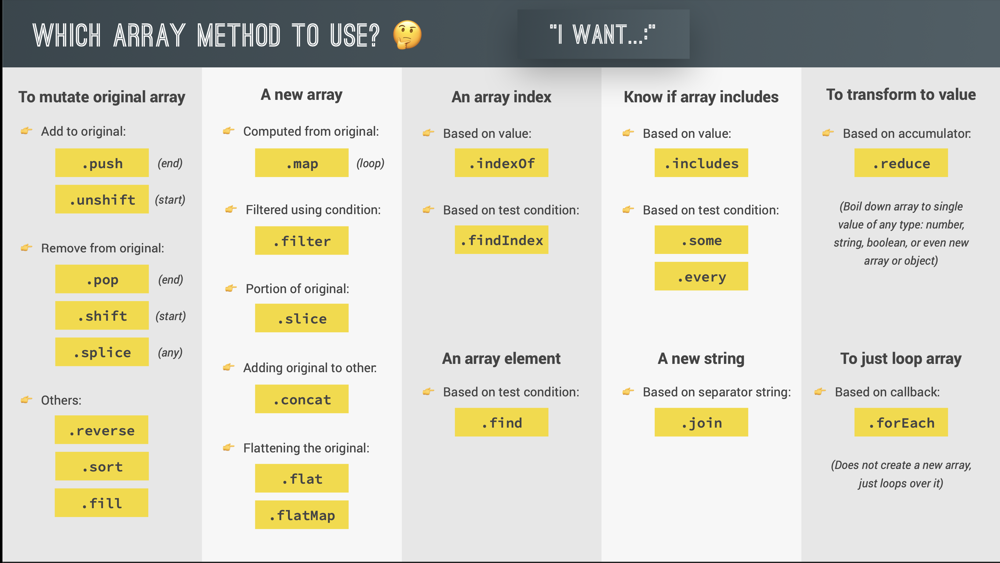 WHICH ARRAY METHOD TO USE? 🤔
"I WANT...:"
To mutate original array
👉 Add to original:
.push (end)
.unshift (start)
👉 Remove from original:
.pop (end)
.shift (start)
.splice (any)
👉 Others:
.reverse
.sort
.fill
A new array
👉 Computed from original:
.map (loop)
👉 Filtered using condition:
.filter
👉 Portion of original:
.slice
👉 Adding original to other:
.concat
👉 Flattening the original:
.flat
.flatMap
An array index
👉 Based on value:
.indexOf
👉 Based on test condition:
.findIndex
An array element
👉 Based on test condition:
.find
Know if array includes
👉 Based on value:
.includes
👉 Based on test condition:
.some
.every
A new string
👉 Based on separator string:
.join
To transform to value
👉 Based on accumulator:
.reduce
(Boil down array to single
value of any type: number,
string, boolean, or even new
array or object)
To just loop array
👉 Based on callback:
.forEach
(Does not create a new array,
just loops over it)